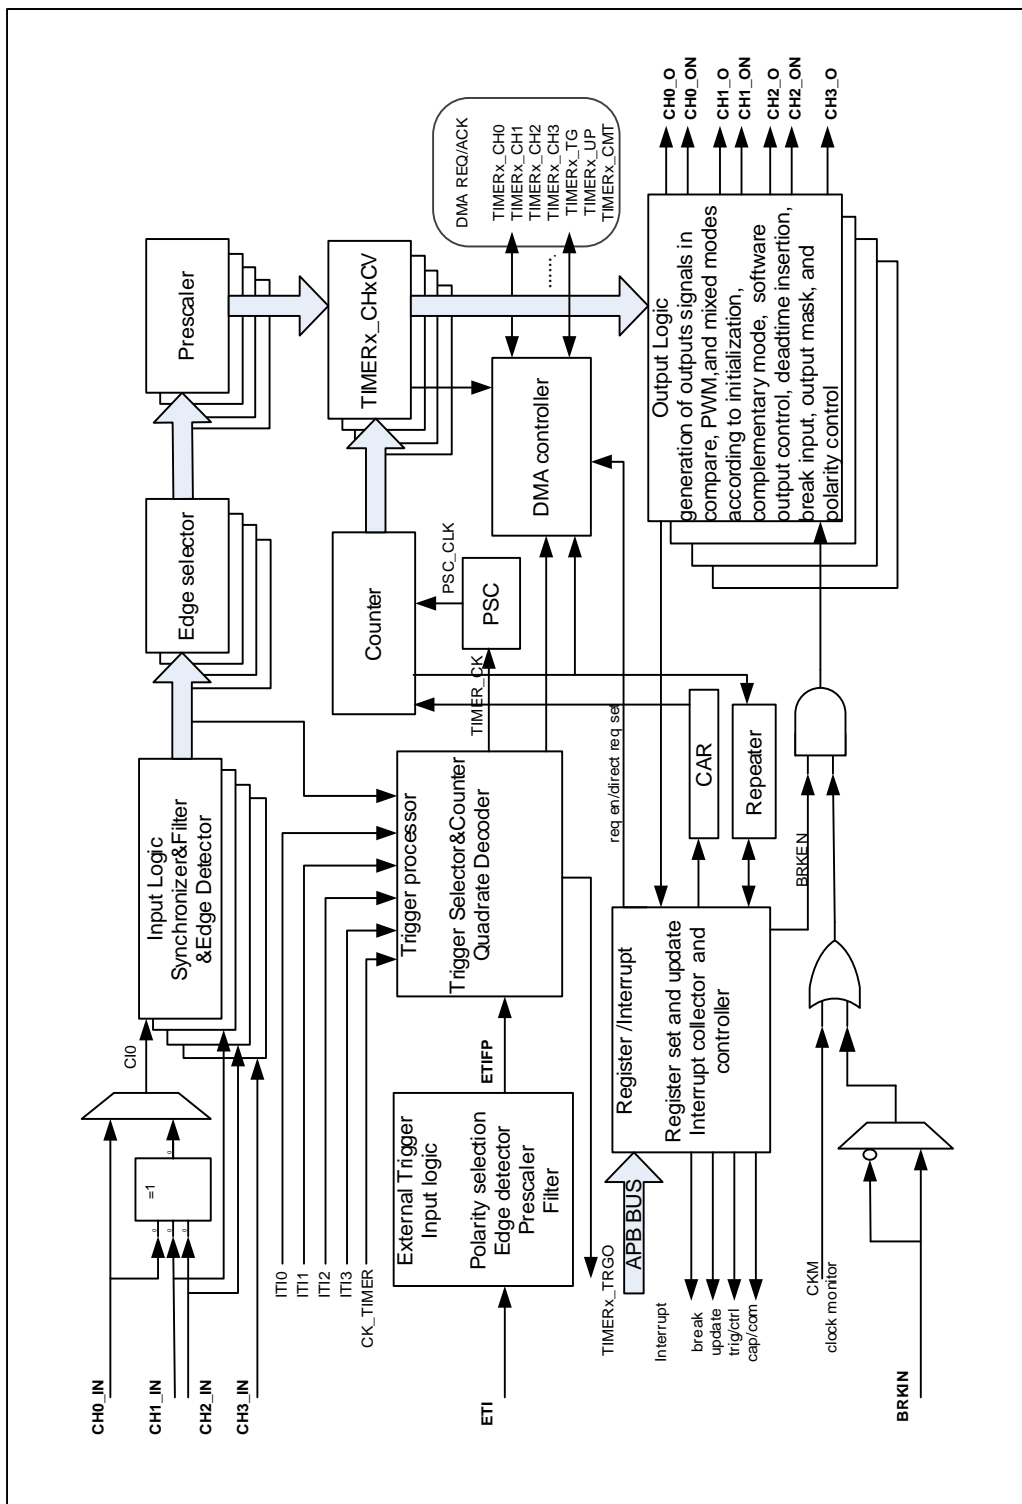 CH0_IN
CH1_IN
CH2_IN
CH3_IN
=1
0
0
0
0
CI0
Input Logic
Synchronizer&Filter
&Edge Detector
Edge selector
Prescaler
ITI0
ITI1
ITI2
ITI3
CK_TIMER
Trigger processor
Trigger Selector&Counter
Quadrate Decoder
TIMER_CK
PSC
PSC_CLK
Counter
TIMERx_CHxCV
ETI
External Trigger
Input logic
Polarity selection
Edge detector
Prescaler
Filter
ETIFP
TIMERx_TRGO
DMA controller
DMA REQ/ACK
TIMERx_CH0
TIMERx_CH1
TIMERx_CH2
TIMERx_CH3
TIMERx_TG
TIMERx_UP
TIMERx_CMT
.......
APB BUS
Interrupt
break
update
trig/ctrl
cap/com
Register /Interrupt
Register set and update
Interrupt collector and
controller
req en/direct req set
CAR
Repeater
BRKEN
CKM
clock monitor
BRKIN
Output Logic
generation of outputs signals in
compare, PWM,and mixed modes
according to initialization,
complementary mode, software
output control, deadtime insertion,
break input, output mask, and
polarity control
CH0_O
CH0_ON
CH1_O
CH1_ON
CH2_O
CH2_ON
CH3_O